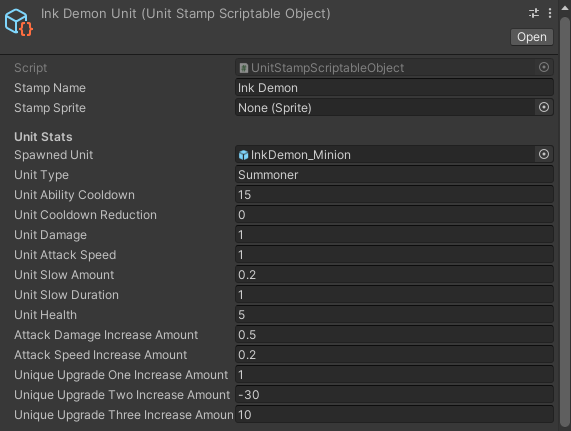 Ink Demon Unit (Unit Stamp Scriptable Object)
Open
Script UnitStampScriptableObject
Stamp Name Ink Demon
Stamp Sprite None (Sprite)
Unit Stats
Spawned Unit InkDemon_Minion
Unit Type Summoner
Unit Ability Cooldown 15
Unit Cooldown Reduction 0
Unit Damage 1
Unit Attack Speed 1
Unit Slow Amount 0.2
Unit Slow Duration 1
Unit Health 5
Attack Damage Increase Amount 0.5
Attack Speed Increase Amount 0.2
Unique Upgrade One Increase Amount 1
Unique Upgrade Two Increase Amount -30
Unique Upgrade Three Increase Amoun 10